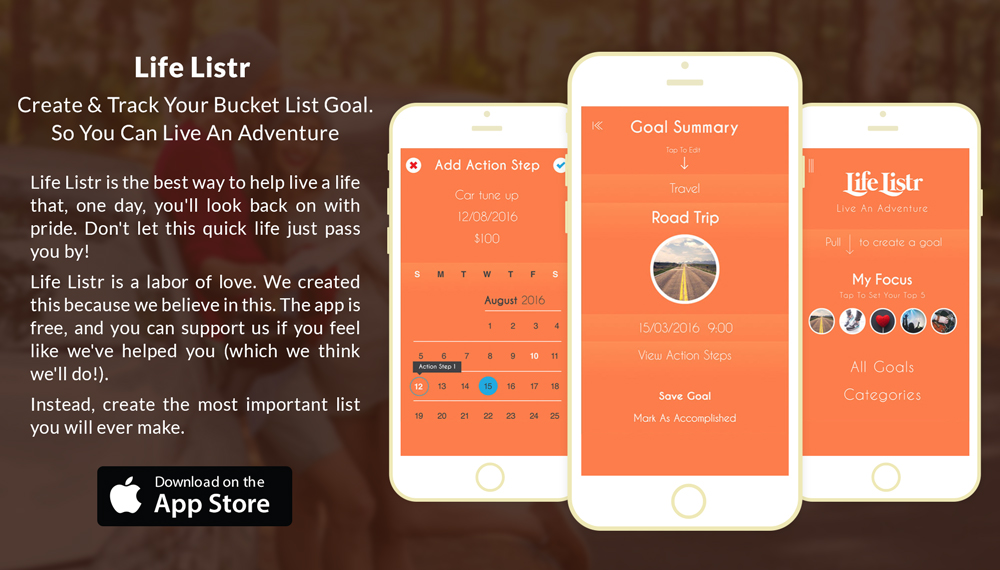 Life Listr
Create & Track Your Bucket List Goal.
So You Can Live An Adventure
Life Listr is the best way to help live a life
that, one day, you'll look back on with
pride. Don't let this quick life just pass
you by!
Life Listr is a labor of love. We created
this because we believe in this. The app is
free, and you can support us if you feel
like we've helped you (which we think
we'll do!).
Instead, create the most important list
you will ever make.
Download on the
App Store
Add Action Step
Car tune up
12/08/2016
$100
S M T W T F S
August 2016
1 2 3 4
5 6 7 8 9 10 11
Action Step 1
12 13 14 15 16 17 18
19 20 21 22 23 24 25
Goal Summary
Tap To Edit
Travel
Road Trip
15/03/2016 9:00
View Action Steps
Save Goal
Mark As Accomplished
Life Listr
Live An Adventure
Pull to create a goal
My Focus
Tap To Set Your Top 5
All Goals
Categories